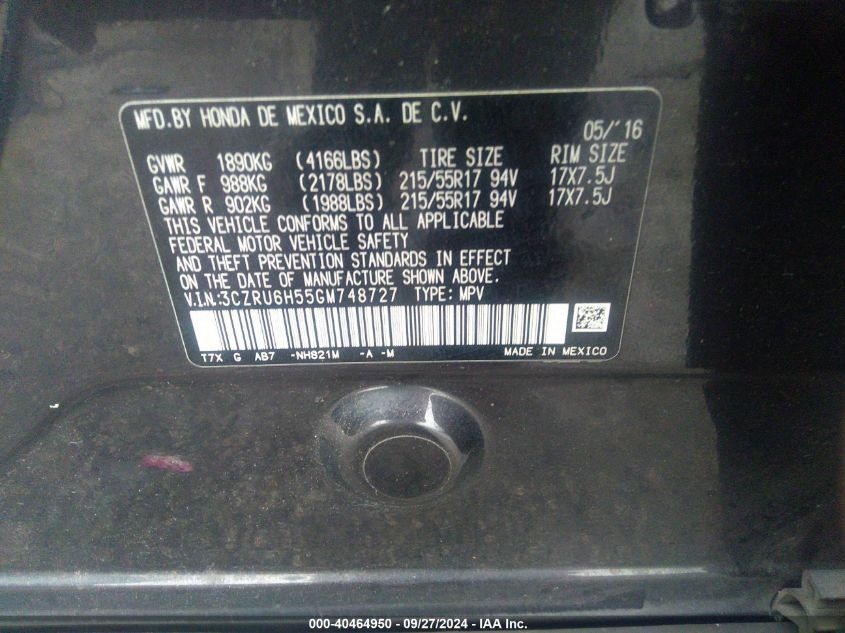 MFD.BY HONDA DE MEXICO S.A. DE C.V.
05/'16
GVWR 1890KG (4166LBS) TIRE SIZE RIM SIZE
GAWR F 988KG (2178LBS) 215/55R17 94V 17X7.5J
GAWR R 902KG (1988LBS) 215/55R17 94V 17X7.5J
THIS VEHICLE CONFORMS TO ALL APPLICABLE
FEDERAL MOTOR VEHICLE SAFETY
AND THEFT PREVENTION STANDARDS IN EFFECT
ON THE DATE OF MANUFACTURE SHOWN ABOVE.
V.I.N.:3CZRU6H55GM748727 TYPE: MPV
T7X G AB7 -NH821M -A -M MADE IN MEXICO
000-40464950 - 09/27/2024 - IAA Inc.